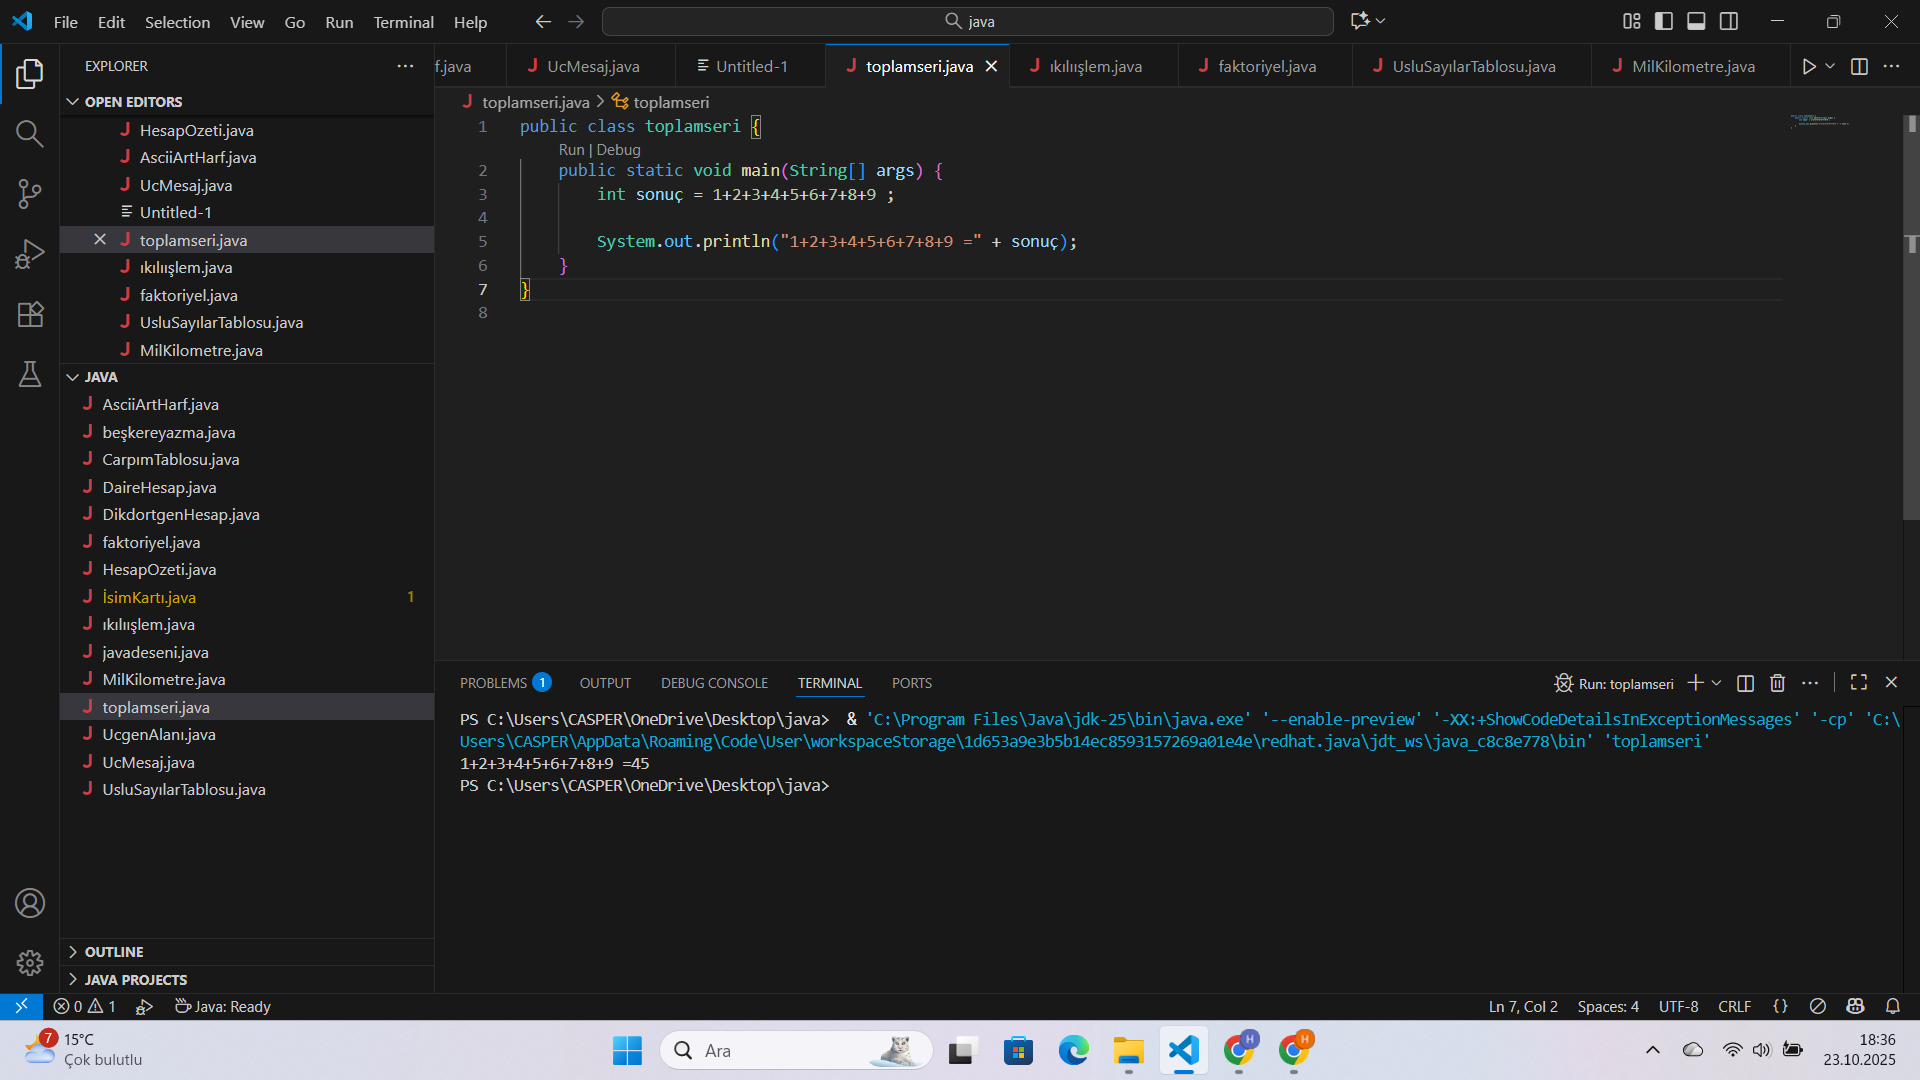 File Edit Selection View Go Run Terminal Help
java
EXPLORER
f.java
UcMesaj.java
Untitled-1
toplamseri.java
ıkılıışlem.java
faktoriyel.java
UsluSayılarTablosu.java
MilKilometre.java
OPEN EDITORS
HesapOzeti.java
AsciiArtHarf.java
UcMesaj.java
Untitled-1
toplamseri.java
ıkılıışlem.java
faktoriyel.java
UsluSayılarTablosu.java
MilKilometre.java
JAVA
AsciiArtHarf.java
beşkereyazma.java
CarpımTablosu.java
DaireHesap.java
DikdortgenHesap.java
faktoriyel.java
HesapOzeti.java
İsimKartı.java 1
ıkılıışlem.java
javadeseni.java
MilKilometre.java
toplamseri.java
UcgenAlanı.java
UcMesaj.java
UsluSayılarTablosu.java
OUTLINE
JAVA PROJECTS
toplamseri.java > toplamseri
1 public class toplamseri {
Run | Debug
2 public static void main(String[] args) {
3 int sonuç = 1+2+3+4+5+6+7+8+9 ;
4
5 System.out.println("1+2+3+4+5+6+7+8+9 =" + sonuç);
6 }
7 }
8
PROBLEMS 1 OUTPUT DEBUG CONSOLE TERMINAL PORTS
Run: toplamseri
PS C:\Users\CASPER\OneDrive\Desktop\java> & 'C:\Program Files\Java\jdk-25\bin\java.exe' '--enable-preview' '-XX:+ShowCodeDetailsInExceptionMessages' '-cp' 'C:\
Users\CASPER\AppData\Roaming\Code\User\workspaceStorage\1d653a9e3b5b14ec8593157269a01e4e\redhat.java\jdt_ws\java_c8c8e778\bin' 'toplamseri'
1+2+3+4+5+6+7+8+9 =45
PS C:\Users\CASPER\OneDrive\Desktop\java>
0 1 Java: Ready
Ln 7, Col 2 Spaces: 4 UTF-8 CRLF {}
7
15°C
Çok bulutlu
Ara
H
H
18:36
23.10.2025